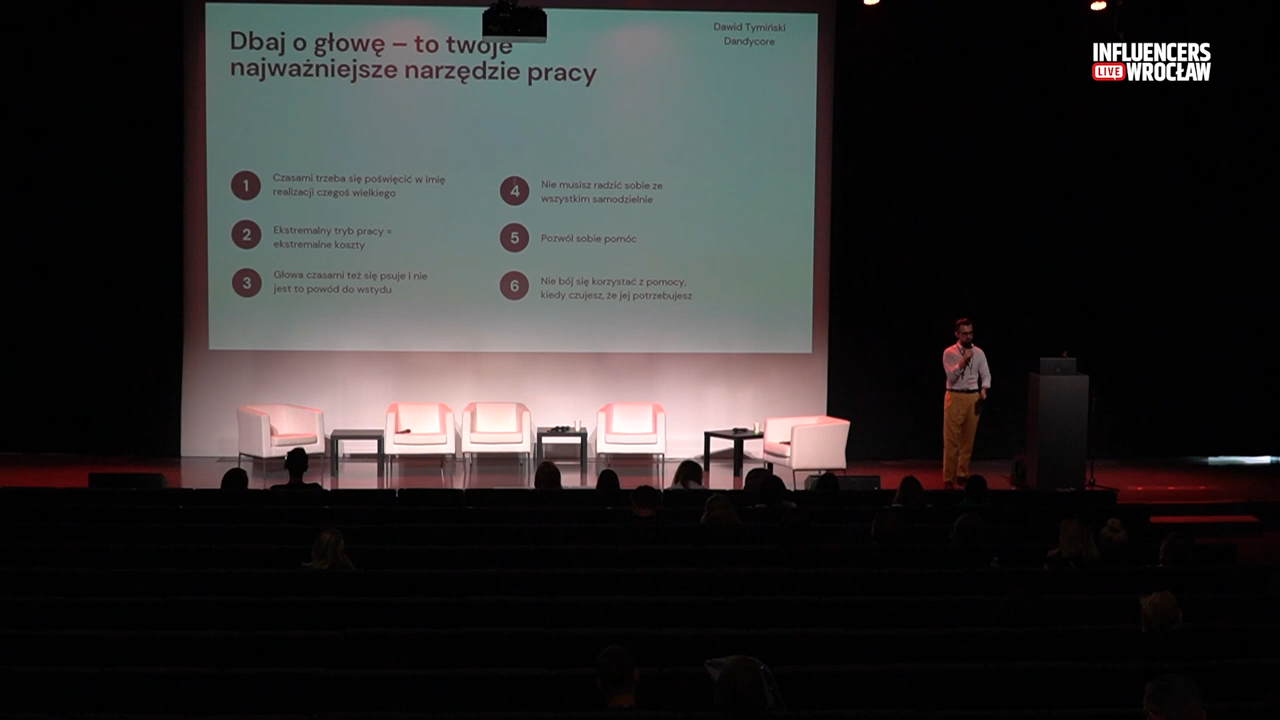 Dbaj o głowę – to twoje
najważniejsze narzędzie pracy
Dawid Tymiński
Dandycore
INFLUENCERS
LIVE WROCŁAW
1
Czasami trzeba się poświęcić w imię
realizacji czegoś wielkiego
2
Ekstremalny tryb pracy =
ekstremalne koszty
3
Głowa czasami też się psuje i nie
jest to powód do wstydu
4
Nie musisz radzić sobie ze
wszystkim samodzielnie
5
Pozwól sobie pomóc
6
Nie bój się korzystać z pomocy,
kiedy czujesz, że jej potrzebujesz